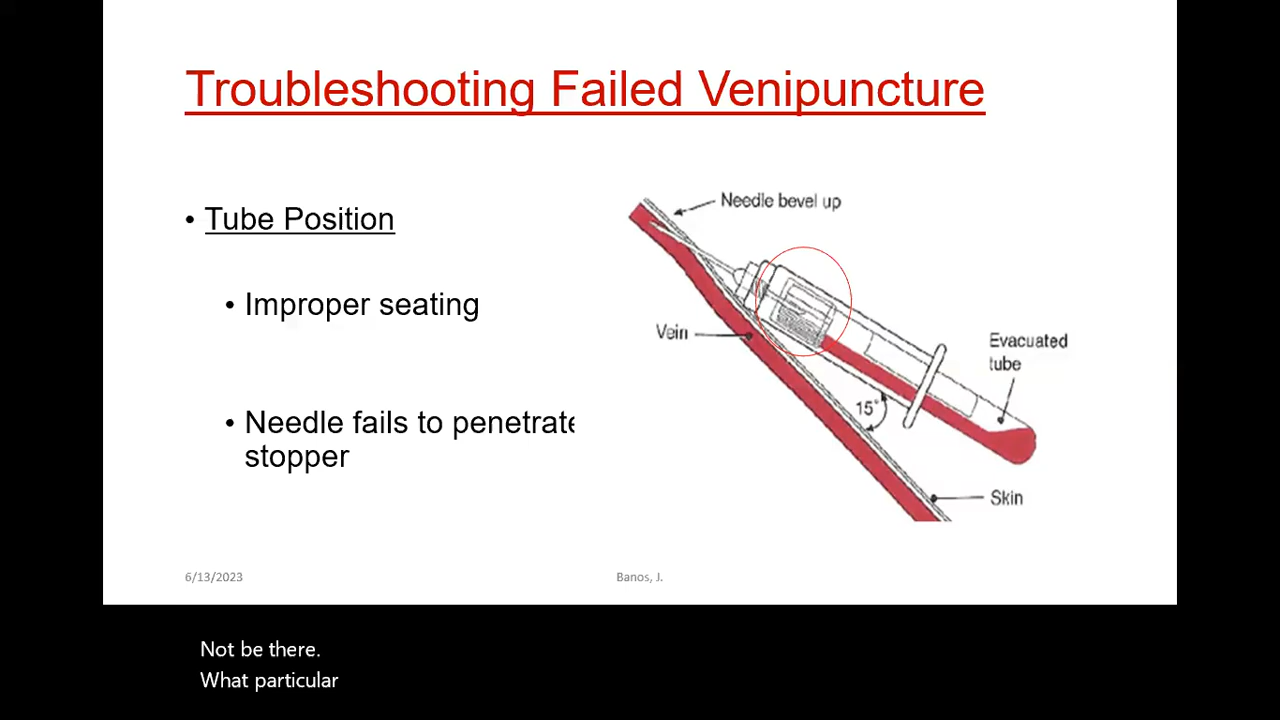 Troubleshooting Failed Venipuncture
• Tube Position
• Improper seating
• Needle fails to penetrate
stopper
Needle bevel up
Vein
Evacuated
tube
15°
Skin
6/13/2023
Banos, J.
Not be there.
What particular